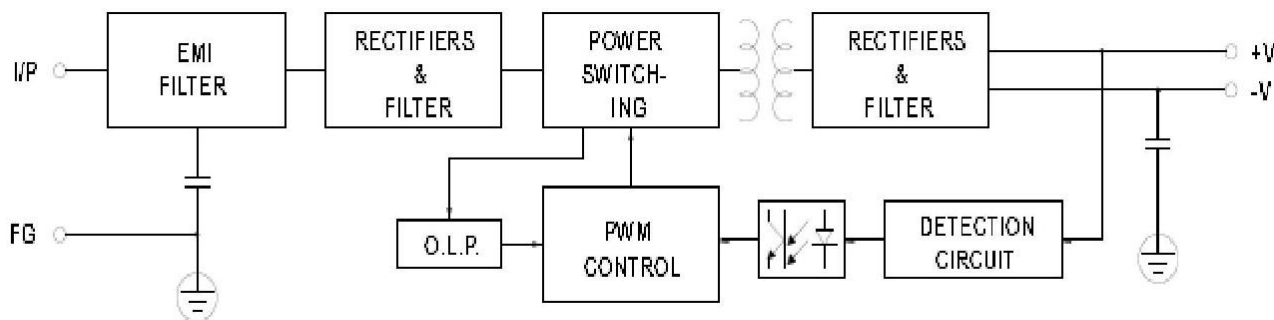 I/P
EMI
FILTER
RECTIFIERS
&
FILTER
POWER
SWITCH-
ING
RECTIFIERS
&
FILTER
+V
-V
FG
O.L.P.
PWM
CONTROL
DETECTION
CIRCUIT